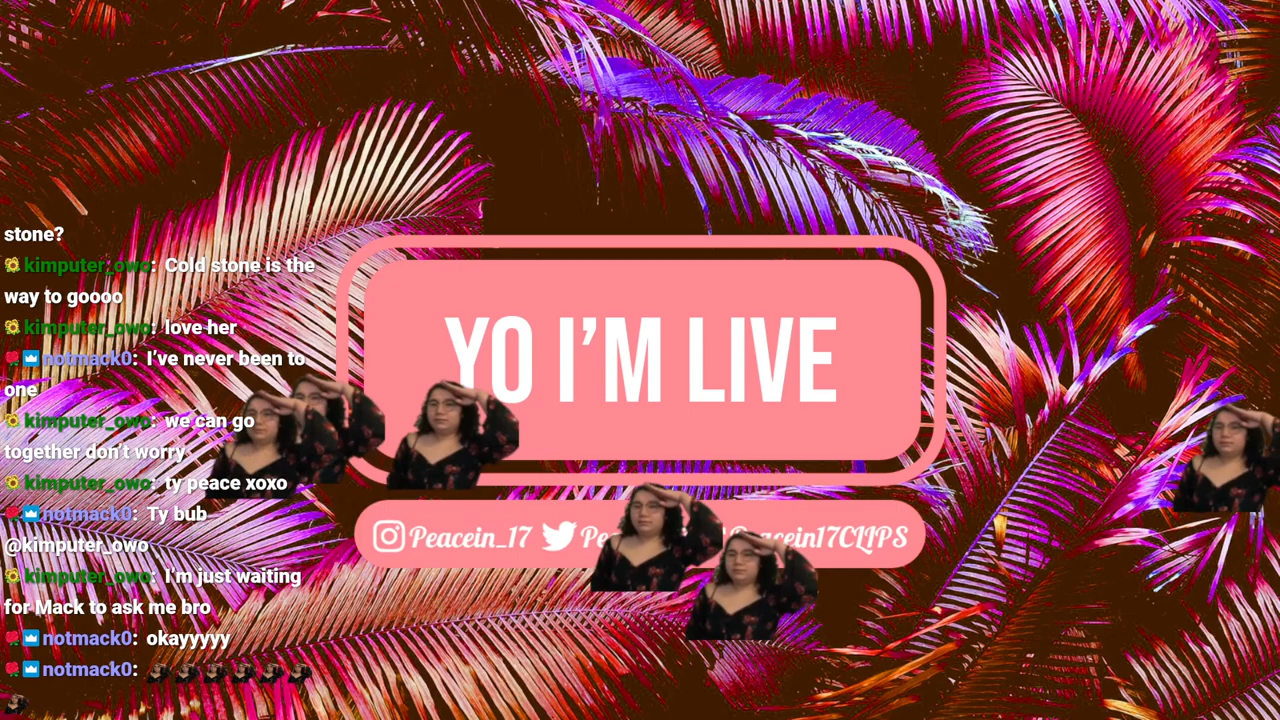 stone?
kimputer_owo: Cold stone is the
way to goooo
kimputer_owo: love her
notmack0: I've never been to
one
kimputer_owo: we can go
together don't worry
kimputer_owo: ty peace xoxo
notmack0: Ty bub
@kimputer_owo
kimputer_owo: I'm just waiting
for Mack to ask me bro
notmack0: okayyyyy
notmack0:
YO I'M LIVE
Peacein_17